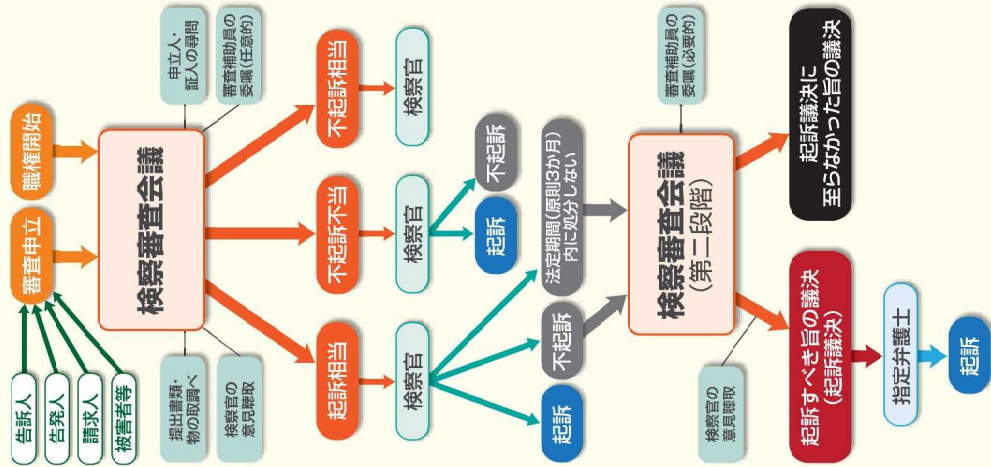 告訴人
告発人
請求人
被害者等
審査申立
職権開始
検察審査会議
提出書類・
物の取調べ
検察官の
意見聴取
申立人・
証人の尋問
審査補助員の
委嘱(任意的)
起訴相当
不起訴不当
不起訴相当
検察官
検察官
検察官
起訴
不起訴
起訴
不起訴
法定期間(原則3か月)
内に処分しない
検察審査会議
(第二段階)
検察官の
意見聴取
審査補助員の
委嘱(必要的)
起訴すべき旨の議決
(起訴議決)
起訴議決に
至らなかった旨の議決
指定弁護士
起訴